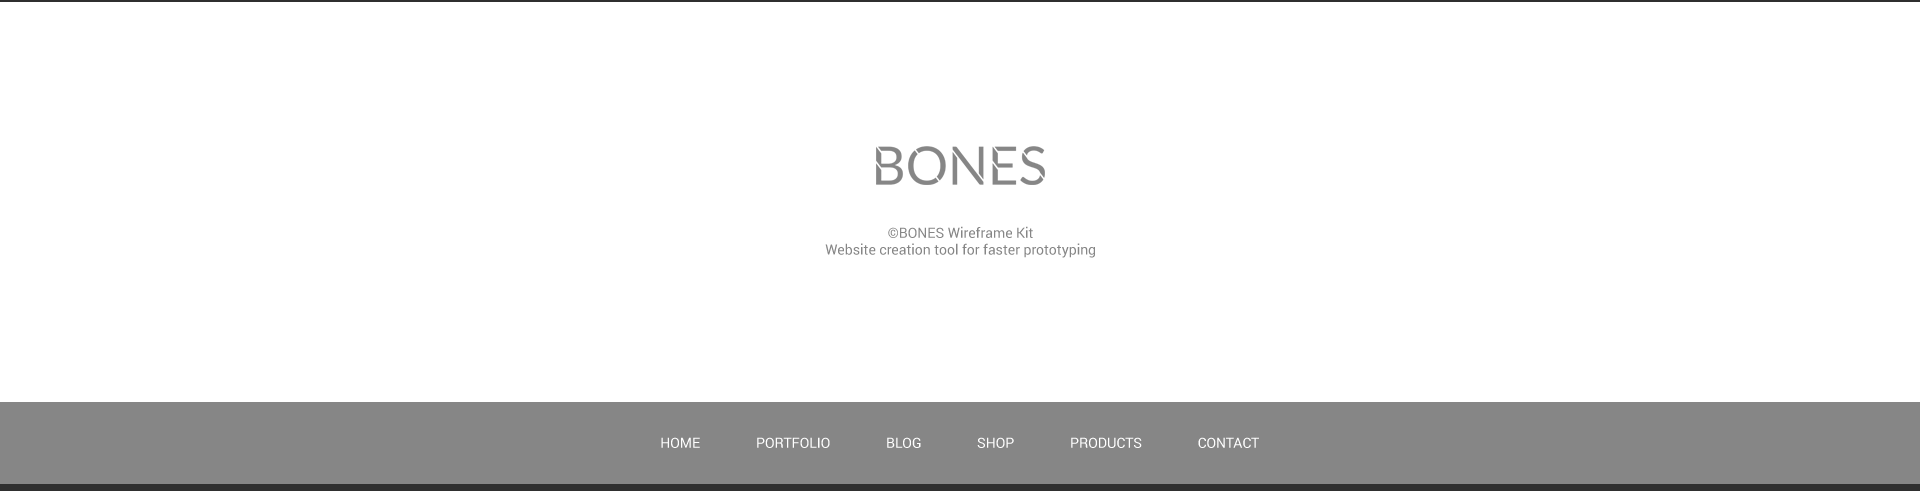 BONES
©BONES Wireframe Kit
Website creation tool for faster prototyping
HOME PORTFOLIO BLOG SHOP PRODUCTS CONTACT